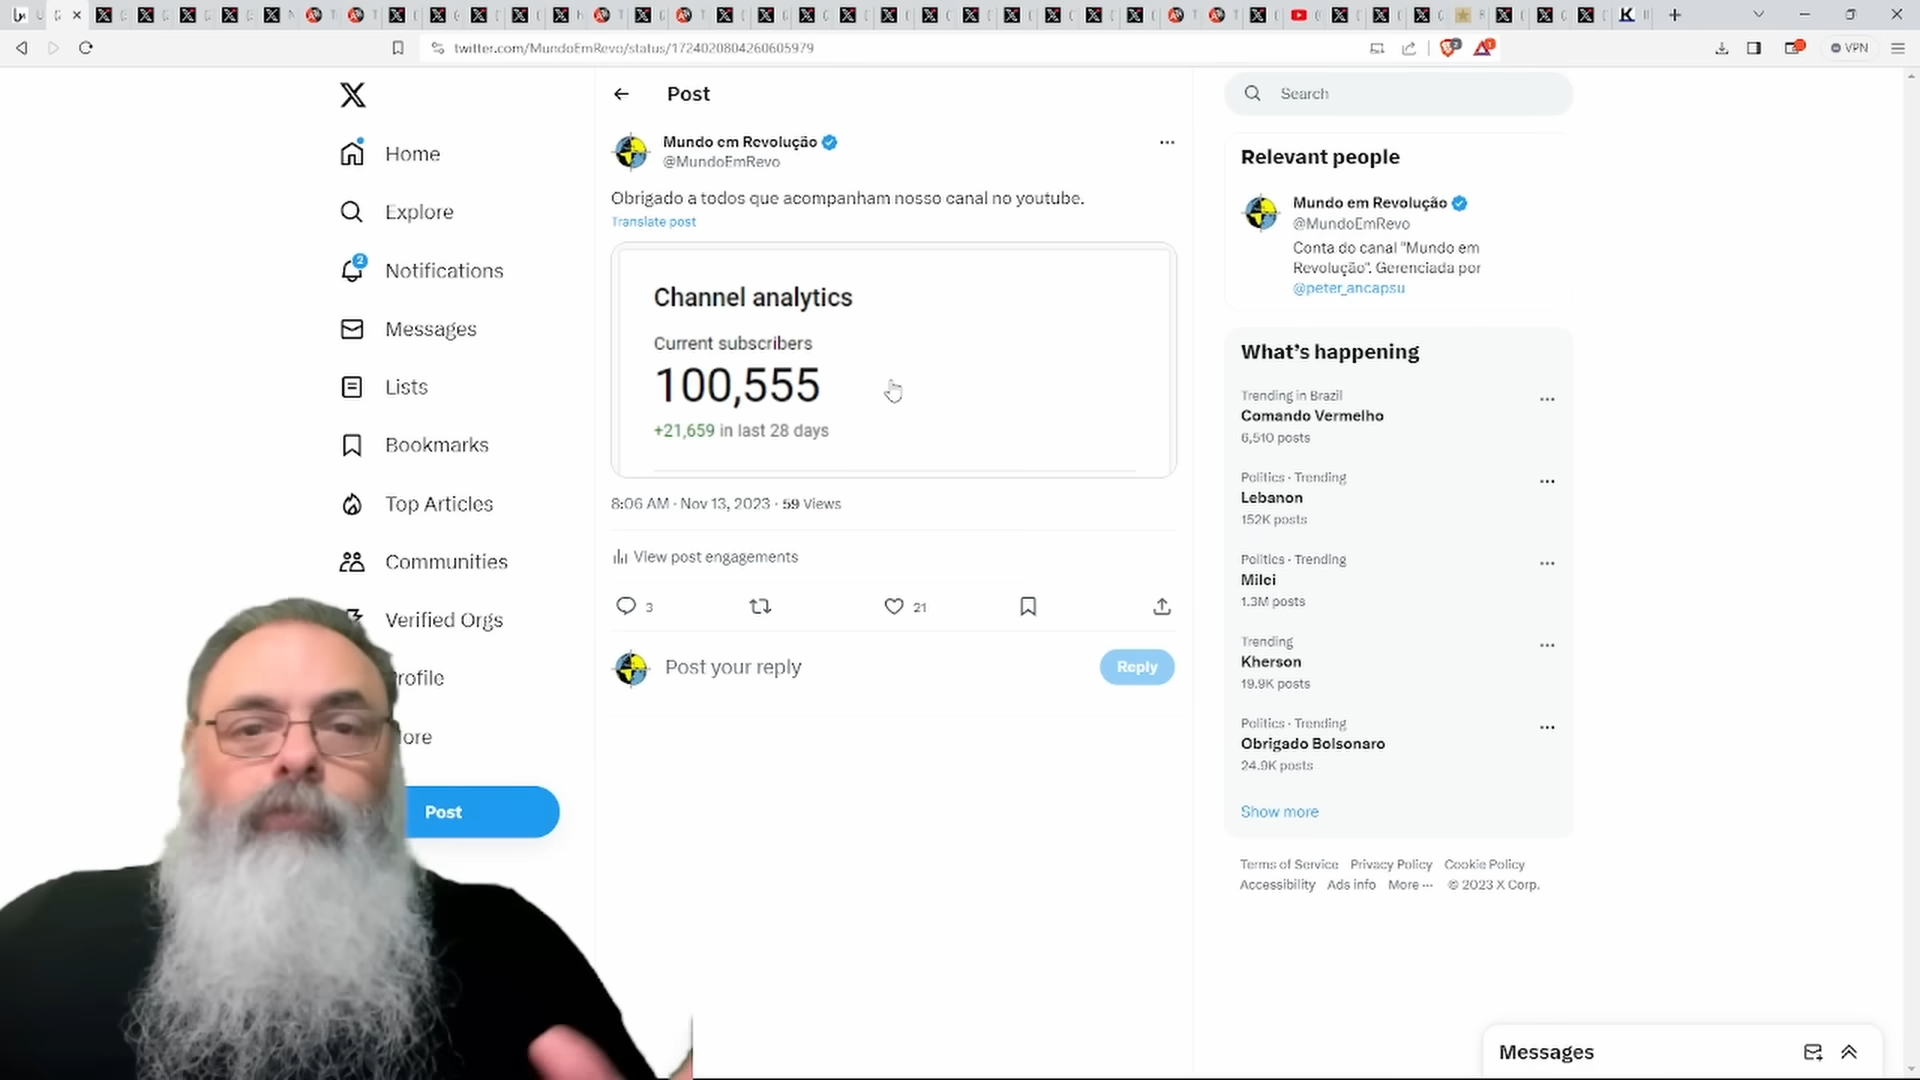 twitter.com/MundoEmRevo/status/1724020804260605979
VPN
Home
Explore
2
Notifications
Messages
Lists
Bookmarks
Top Articles
Communities
Verified Orgs
rofile
ore
Post
Post
Mundo em Revolução
@MundoEmRevo
Obrigado a todos que acompanham nosso canal no youtube.
Translate post
Channel analytics
Current subscribers
100,555
+21,659 in last 28 days
8:06 AM · Nov 13, 2023 · 59 Views
View post engagements
3
21
Post your reply
Reply
Search
Relevant people
Mundo em Revolução
@MundoEmRevo
Conta do canal "Mundo em
Revolução". Gerenciada por
@peter_ancapsu
What's happening
Trending in Brazil
Comando Vermelho
6,510 posts
Politics · Trending
Lebanon
152K posts
Politics · Trending
Milei
1.3M posts
Trending
Kherson
19.9K posts
Politics · Trending
Obrigado Bolsonaro
24.9K posts
Show more
Terms of Service Privacy Policy Cookie Policy
Accessibility Ads info More ··· © 2023 X Corp.
Messages